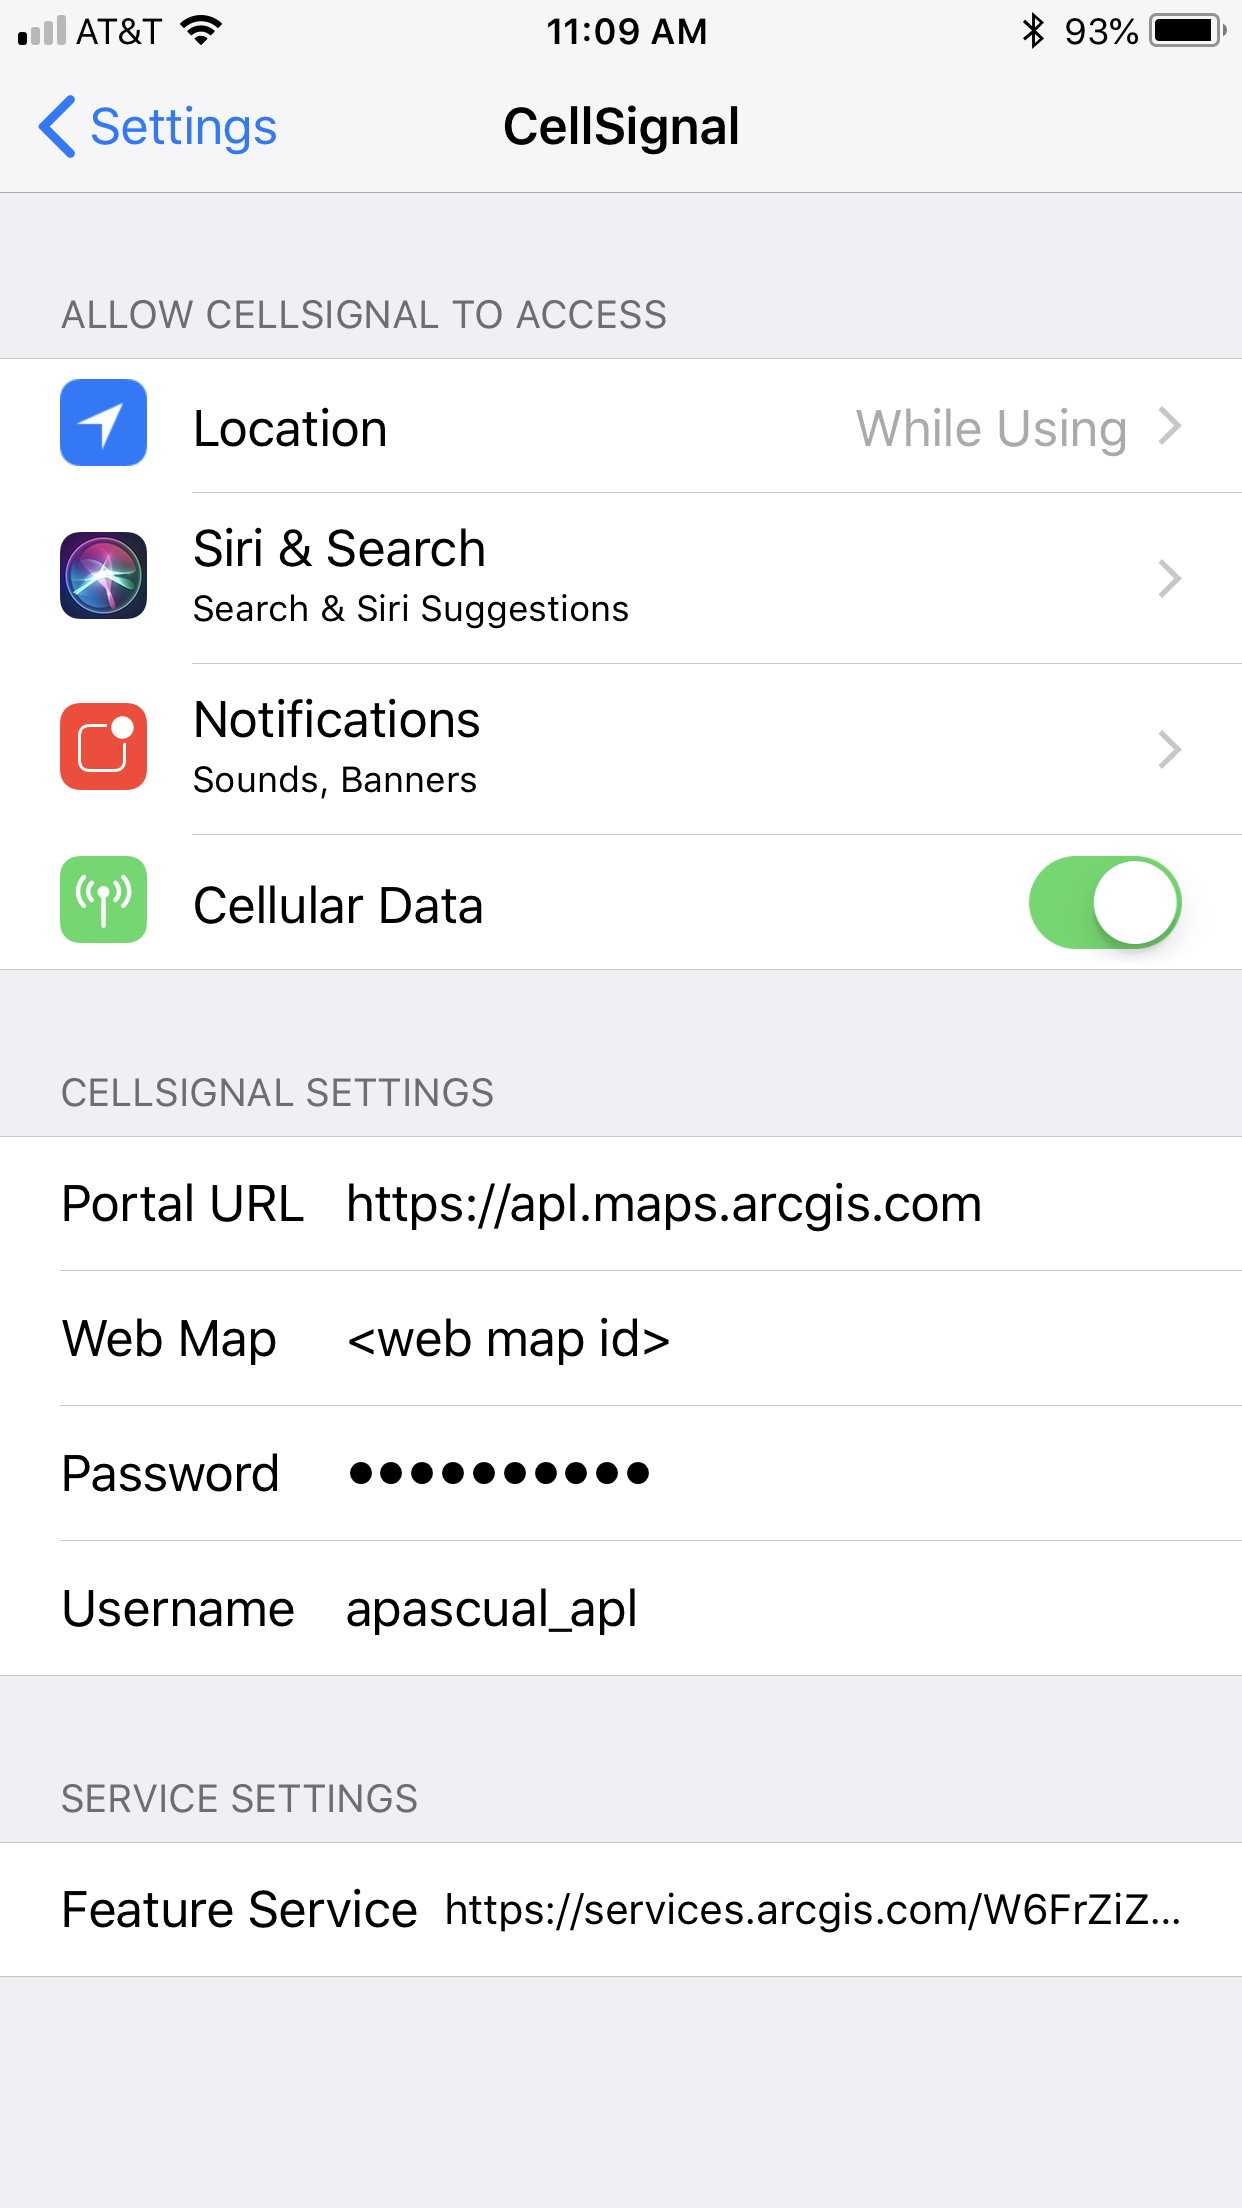 AT&T 11:09 AM 93%
Settings CellSignal
ALLOW CELLSIGNAL TO ACCESS
Location While Using
Siri & Search
Search & Siri Suggestions
Notifications
Sounds, Banners
Cellular Data
CELLSIGNAL SETTINGS
Portal URL https://apl.maps.arcgis.com
Web Map <web map id>
Password ●●●●●●●●●●
Username apascual_apl
SERVICE SETTINGS
Feature Service https://services.arcgis.com/W6FrZiZ...